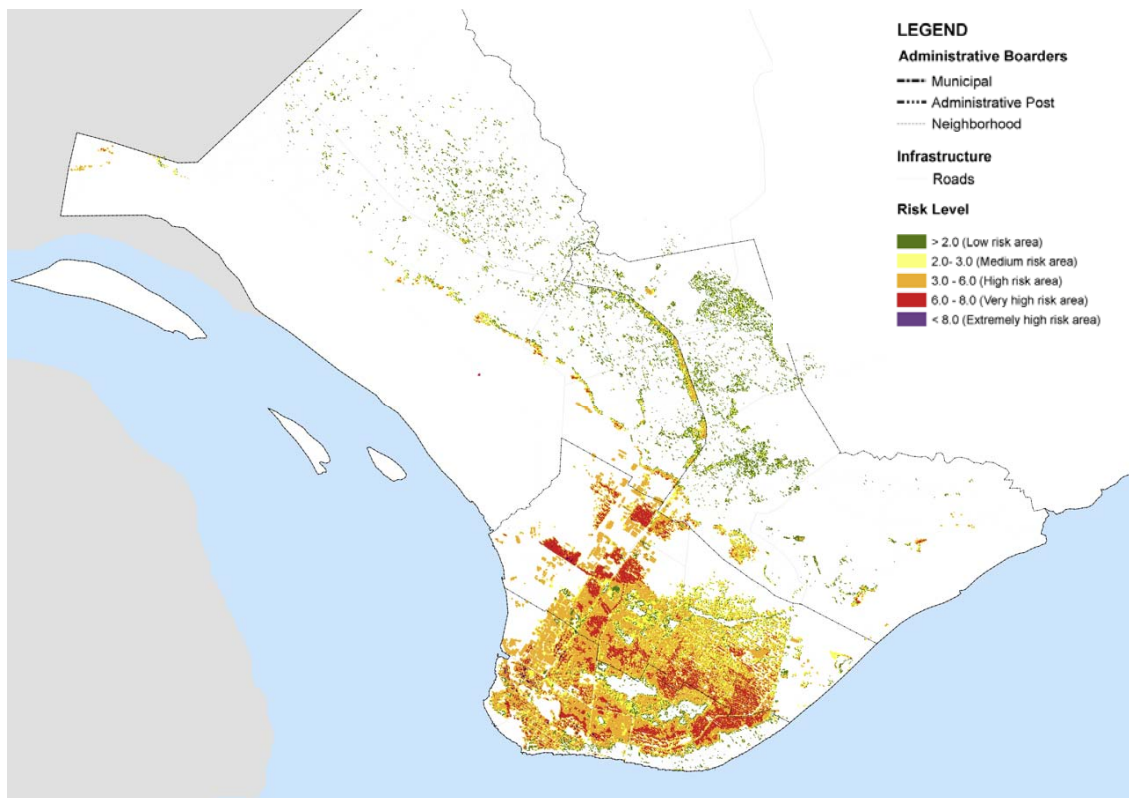 LEGEND
Administrative Boarders
Municipal
Administrative Post
Neighborhood
Infrastructure
Roads
Risk Level
> 2.0 (Low risk area)
2.0- 3.0 (Medium risk area)
3.0 - 6.0 (High risk area)
6.0 - 8.0 (Very high risk area)
< 8.0 (Extremely high risk area)